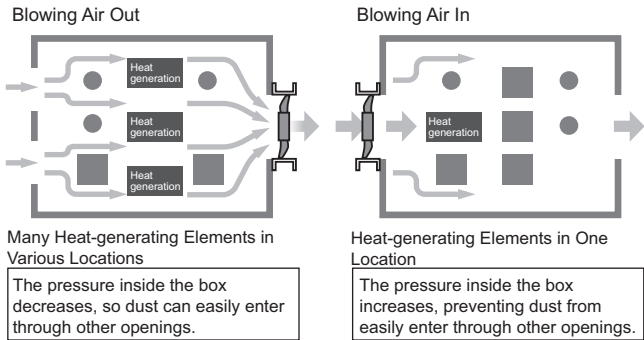 Blowing Air Out
Heat
generation
Heat
generation
Heat
generation
Many Heat-generating Elements in
Various Locations
The pressure inside the box
decreases, so dust can easily enter
through other openings.
Blowing Air In
Heat
generation
Heat-generating Elements in One
Location
The pressure inside the box
increases, preventing dust from
easily enter through other openings.